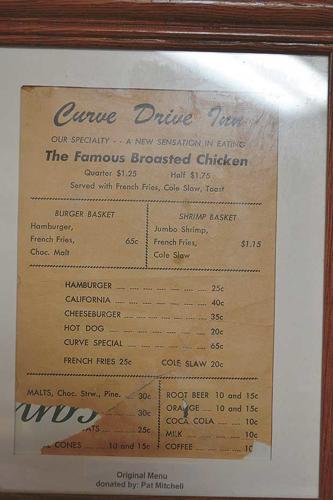 Curve Drive Inn
OUR SPECIALTY - - A NEW SENSATION IN EATING
The Famous Broasted Chicken
Quarter $1.25 Half $1.75
Served with French Fries, Cole Slaw, Toast
BURGER BASKET
Hamburger,
French Fries, 65c
Choc. Malt
SHRIMP BASKET
Jumbo Shrimp,
French Fries, $1.15
Cole Slaw
HAMBURGER 25c
CALIFORNIA 40c
CHEESEBURGER 35c
HOT DOG 20c
CURVE SPECIAL 65c
FRENCH FRIES 25c COLE SLAW 20c
MALTS, Choc. Strw., Pine. 30c
30c
ATS 25c
CONES 10 and 15c
ROOT BEER 10 and 15c
ORANGE 10 and 15c
COCA COLA 10c
MILK 10c
COFFEE 10
Original Menu
donated by: Pat Mitchell